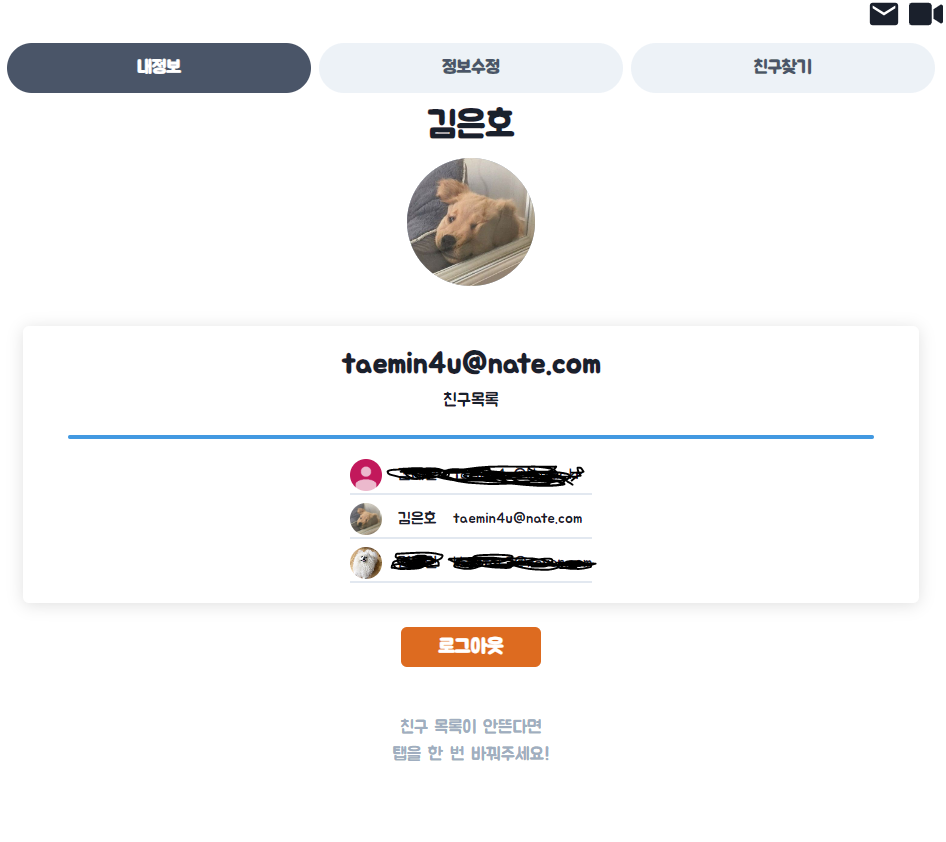 내정보 정보수정 친구찾기
김은호
taemin4u@nate.com
친구목록
김은호 taemin4u@nate.com
로그아웃
친구 목록이 안뜬다면
탭을 한 번 바꿔주세요!